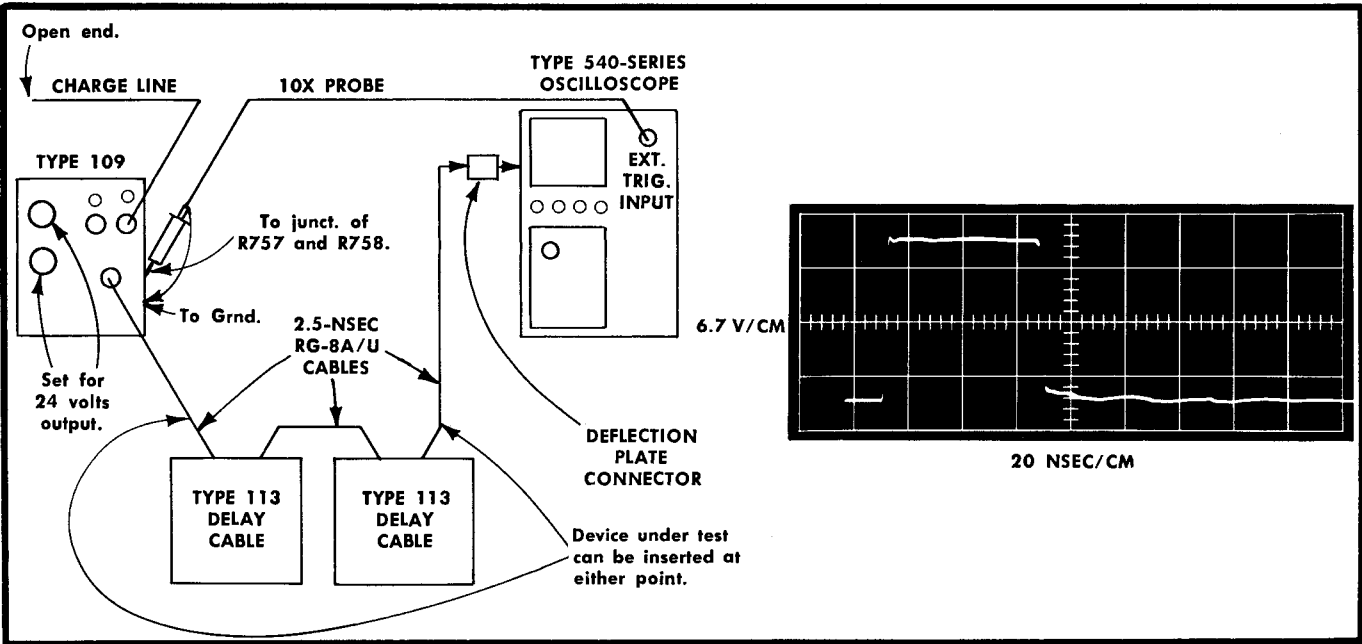 Open end.
CHARGE LINE
10X PROBE
TYPE 540-SERIES
OSCILLOSCOPE
TYPE 109
EXT.
TRIG.
INPUT
To junct. of
R757 and R758.
To Grnd.
2.5-NSEC
RG-8A/U
CABLES
Set for
24 volts
output.
6.7 V/CM
20 NSEC/CM
DEFLECTION
PLATE
CONNECTOR
TYPE 113
DELAY
CABLE
TYPE 113
DELAY
CABLE
Device under test
can be inserted at
either point.